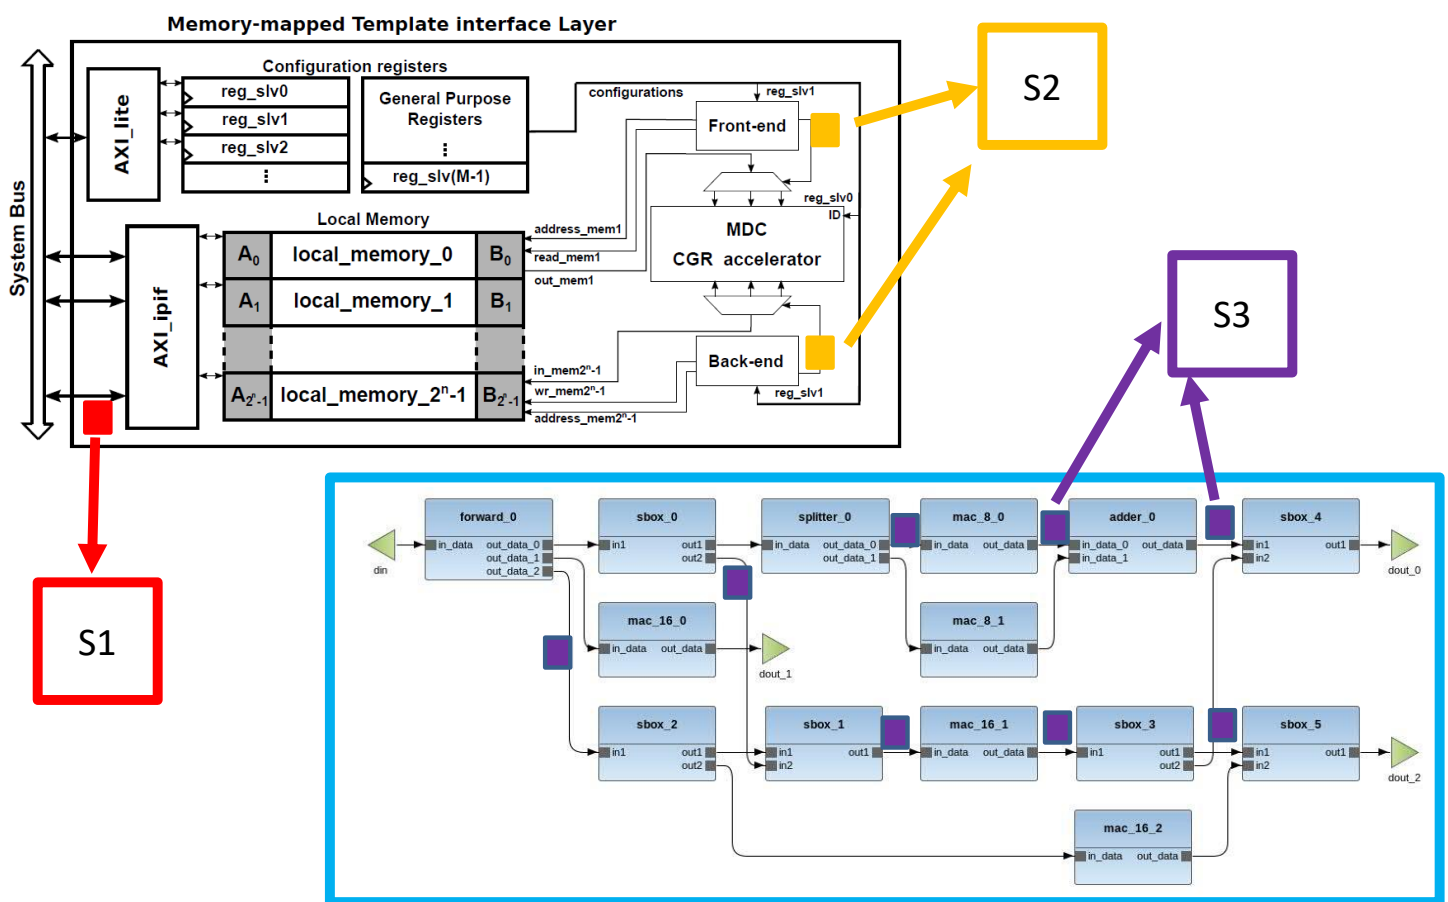 Memory-mapped Template interface Layer
System Bus
AXI_lite
Configuration registers
reg_slv0
reg_slv1
reg_slv2
⋮
General Purpose
Registers
⋮
reg_slv(M-1)
configurations
reg_slv1
Front-end
S2
reg_slv0
ID
MDC
CGR accelerator
Local Memory
AXI_ipif
A0 local_memory_0 B0
A1 local_memory_1 B1
A2ⁿ-1 local_memory_2ⁿ-1 B2ⁿ-1
address_mem1
read_mem1
out_mem1
in_mem2ⁿ-1
wr_mem2ⁿ-1
address_mem2ⁿ-1
Back-end
reg_slv1
S3
S1
din
forward_0
in_data out_data_0
out_data_1
out_data_2
sbox_0
in1 out1
out2
splitter_0
in_data out_data_0
out_data_1
mac_8_0
in_data out_data
adder_0
in_data_0 out_data
in_data_1
sbox_4
in1 out1
in2
dout_0
mac_16_0
in_data out_data
dout_1
mac_8_1
in_data out_data
sbox_2
in1 out1
out2
sbox_1
in1 out1
in2
mac_16_1
in_data out_data
sbox_3
in1 out1
out2
sbox_5
in1 out1
in2
dout_2
mac_16_2
in_data out_data